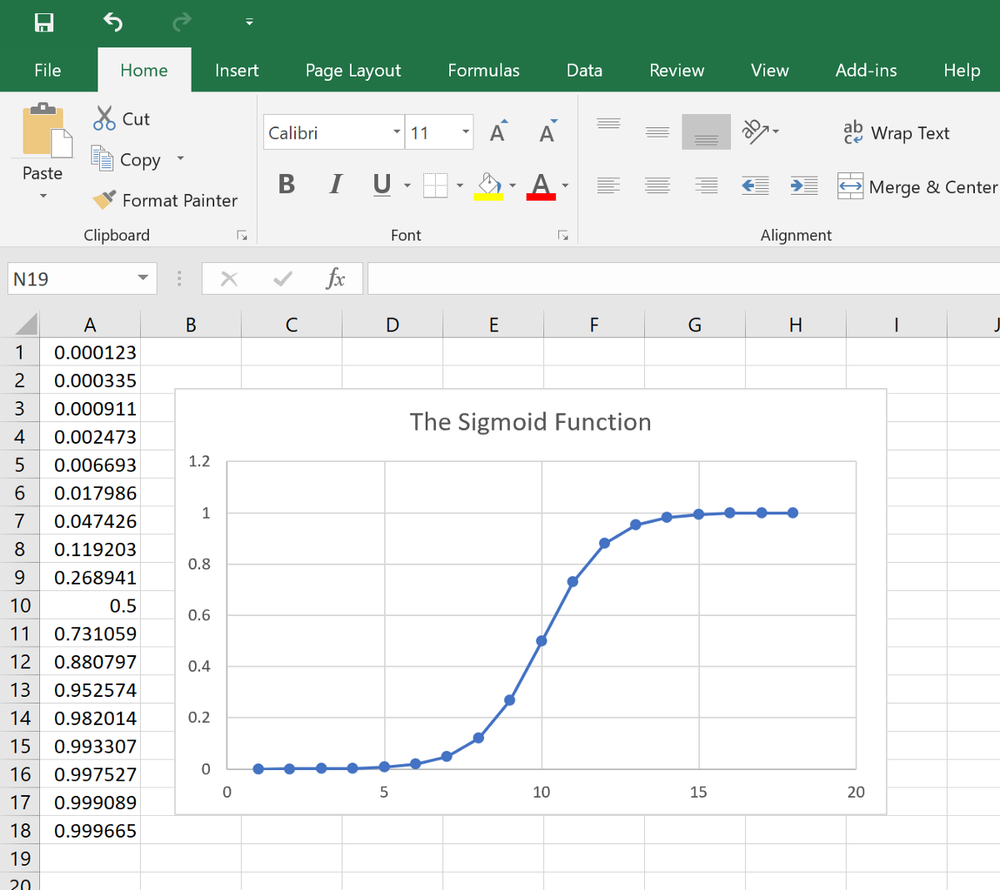 File Home Insert Page Layout Formulas Data Review View Add-ins Help
Paste
Cut
Copy
Format Painter
Clipboard
Calibri 11 A A
B I U A
Font
ab Wrap Text
Merge & Center
Alignment
N19 fx
A B C D E F G H I J
1 0.000123
2 0.000335
3 0.000911
4 0.002473
5 0.006693
6 0.017986
7 0.047426
8 0.119203
9 0.268941
10 0.5
11 0.731059
12 0.880797
13 0.952574
14 0.982014
15 0.993307
16 0.997527
17 0.999089
18 0.999665
19
20
The Sigmoid Function
1.2
1
0.8
0.6
0.4
0.2
0
0 5 10 15 20